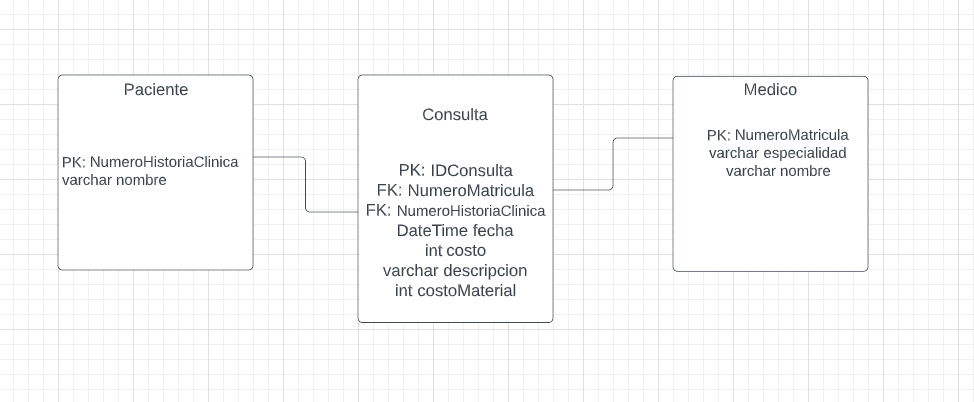 Paciente
PK: NumeroHistoriaClinica
varchar nombre
Consulta
PK: IDConsulta
FK: NumeroMatricula
FK: NumeroHistoriaClinica
DateTime fecha
int costo
varchar descripcion
int costoMaterial
Medico
PK: NumeroMatricula
varchar especialidad
varchar nombre